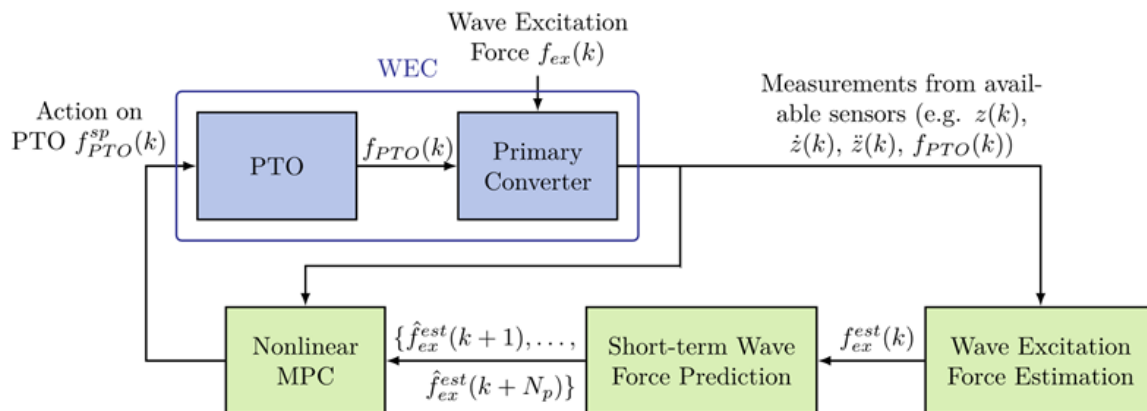 Wave Excitation
Force $f_{ex}(k)$
WEC
Action on
PTO $f_{PTO}^{sp}(k)$
Measurements from avail-
able sensors (e.g. $z(k)$,
$\dot{z}(k)$, $\ddot{z}(k)$, $f_{PTO}(k)$)
PTO
$f_{PTO}(k)$
Primary
Converter
Nonlinear
MPC
$\{\hat{f}_{ex}^{est}(k+1), \ldots,$
$\hat{f}_{ex}^{est}(k+N_p)\}$
Short-term Wave
Force Prediction
$f_{ex}^{est}(k)$
Wave Excitation
Force Estimation